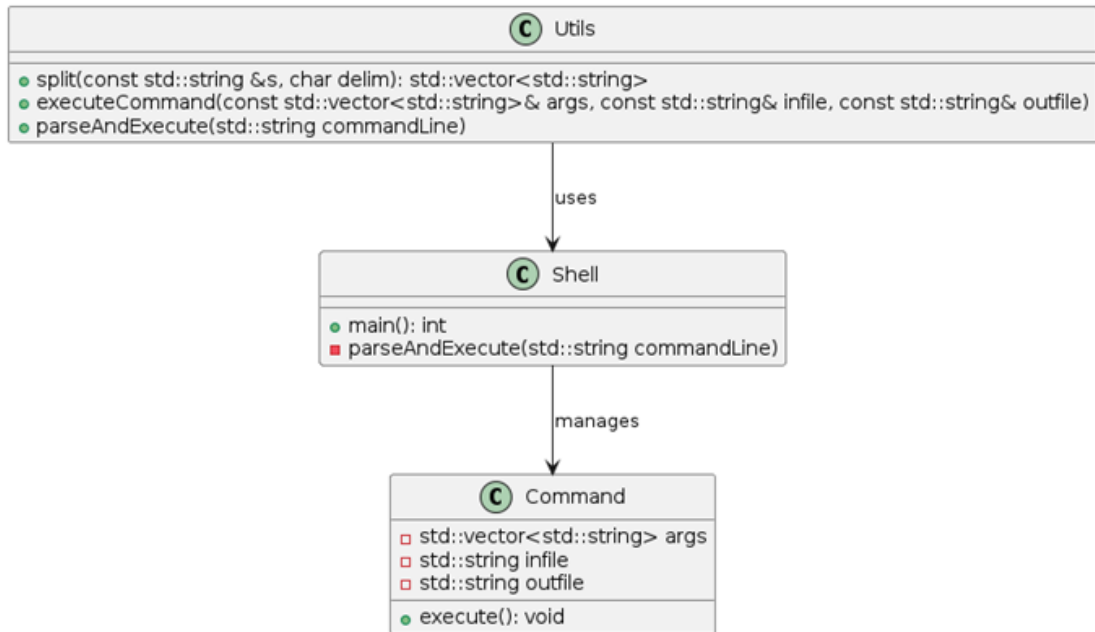 C Utils
split(const std::string &s, char delim): std::vector<std::string>
executeCommand(const std::vector<std::string>& args, const std::string& infile, const std::string& outfile)
parseAndExecute(std::string commandLine)
uses
C Shell
main(): int
parseAndExecute(std::string commandLine)
manages
C Command
std::vector<std::string> args
std::string infile
std::string outfile
execute(): void